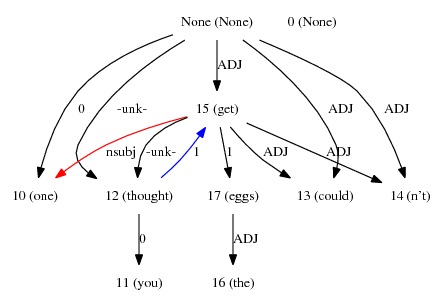 None (None) 0 (None)
ADJ
15 (get)
0 -unk- ADJ ADJ
nsubj -unk- 1 1 ADJ ADJ
10 (one) 12 (thought) 17 (eggs) 13 (could) 14 (n't)
0 ADJ
11 (you) 16 (the)